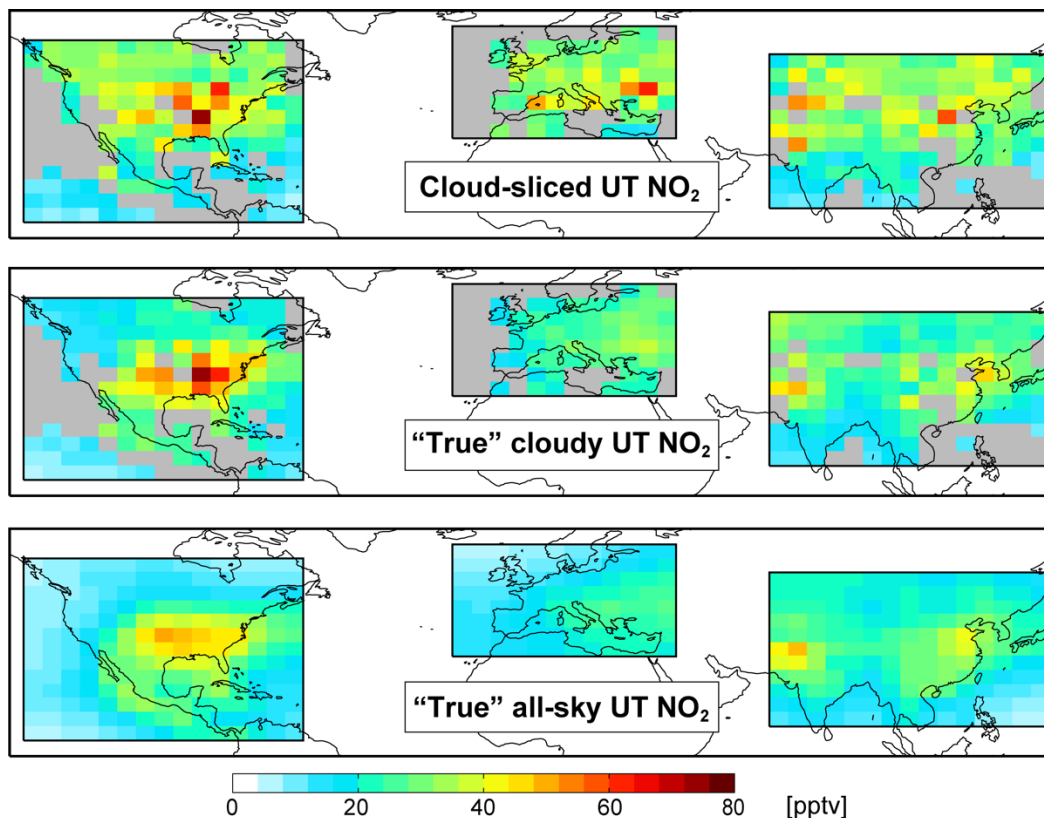 Cloud-sliced UT NO₂
“True” cloudy UT NO₂
“True” all-sky UT NO₂
0 20 40 60 80 [pptv]